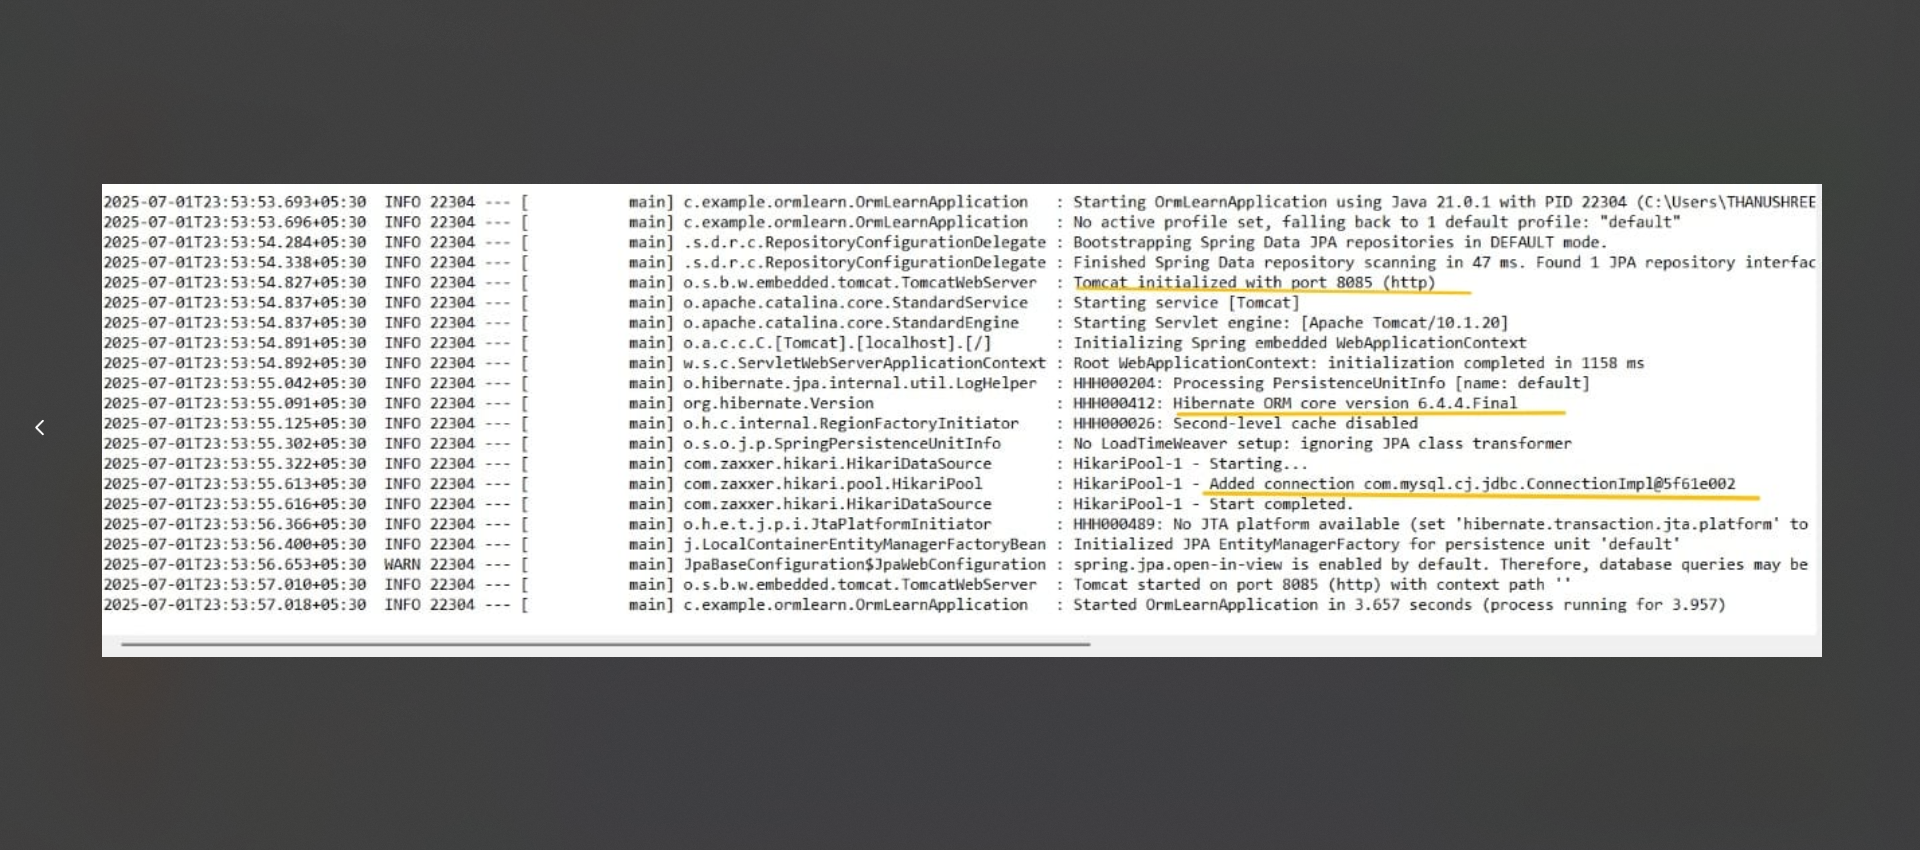 2025-07-01T23:53:53.693+05:30  INFO 22304 --- [           main] c.example.ormlearn.OrmLearnApplication   : Starting OrmLearnApplication using Java 21.0.1 with PID 22304 (C:\Users\THANUSHREE
2025-07-01T23:53:53.696+05:30  INFO 22304 --- [           main] c.example.ormlearn.OrmLearnApplication   : No active profile set, falling back to 1 default profile: "default"
2025-07-01T23:53:54.284+05:30  INFO 22304 --- [           main] .s.d.r.c.RepositoryConfigurationDelegate : Bootstrapping Spring Data JPA repositories in DEFAULT mode.
2025-07-01T23:53:54.338+05:30  INFO 22304 --- [           main] .s.d.r.c.RepositoryConfigurationDelegate : Finished Spring Data repository scanning in 47 ms. Found 1 JPA repository interfac
2025-07-01T23:53:54.827+05:30  INFO 22304 --- [           main] o.s.b.w.embedded.tomcat.TomcatWebServer  : Tomcat initialized with port 8085 (http)
2025-07-01T23:53:54.837+05:30  INFO 22304 --- [           main] o.apache.catalina.core.StandardService   : Starting service [Tomcat]
2025-07-01T23:53:54.837+05:30  INFO 22304 --- [           main] o.apache.catalina.core.StandardEngine    : Starting Servlet engine: [Apache Tomcat/10.1.20]
2025-07-01T23:53:54.891+05:30  INFO 22304 --- [           main] o.a.c.c.C.[Tomcat].[localhost].[/]       : Initializing Spring embedded WebApplicationContext
2025-07-01T23:53:54.892+05:30  INFO 22304 --- [           main] w.s.c.ServletWebServerApplicationContext : Root WebApplicationContext: initialization completed in 1158 ms
2025-07-01T23:53:55.042+05:30  INFO 22304 --- [           main] o.hibernate.jpa.internal.util.LogHelper  : HHH000204: Processing PersistenceUnitInfo [name: default]
2025-07-01T23:53:55.091+05:30  INFO 22304 --- [           main] org.hibernate.Version                    : HHH000412: Hibernate ORM core version 6.4.4.Final
2025-07-01T23:53:55.125+05:30  INFO 22304 --- [           main] o.h.c.internal.RegionFactoryInitiator    : HHH000026: Second-level cache disabled
2025-07-01T23:53:55.302+05:30  INFO 22304 --- [           main] o.s.o.j.p.SpringPersistenceUnitInfo      : No LoadTimeWeaver setup: ignoring JPA class transformer
2025-07-01T23:53:55.322+05:30  INFO 22304 --- [           main] com.zaxxer.hikari.HikariDataSource       : HikariPool-1 - Starting...
2025-07-01T23:53:55.613+05:30  INFO 22304 --- [           main] com.zaxxer.hikari.pool.HikariPool        : HikariPool-1 - Added connection com.mysql.cj.jdbc.ConnectionImpl@5f61e002
2025-07-01T23:53:55.616+05:30  INFO 22304 --- [           main] com.zaxxer.hikari.HikariDataSource       : HikariPool-1 - Start completed.
2025-07-01T23:53:56.366+05:30  INFO 22304 --- [           main] o.h.e.t.j.p.i.JtaPlatformInitiator       : HHH000489: No JTA platform available (set 'hibernate.transaction.jta.platform' to
2025-07-01T23:53:56.400+05:30  INFO 22304 --- [           main] j.LocalContainerEntityManagerFactoryBean : Initialized JPA EntityManagerFactory for persistence unit 'default'
2025-07-01T23:53:56.653+05:30  WARN 22304 --- [           main] JpaBaseConfiguration$JpaWebConfiguration : spring.jpa.open-in-view is enabled by default. Therefore, database queries may be
2025-07-01T23:53:57.010+05:30  INFO 22304 --- [           main] o.s.b.w.embedded.tomcat.TomcatWebServer  : Tomcat started on port 8085 (http) with context path ''
2025-07-01T23:53:57.018+05:30  INFO 22304 --- [           main] c.example.ormlearn.OrmLearnApplication   : Started OrmLearnApplication in 3.657 seconds (process running for 3.957)